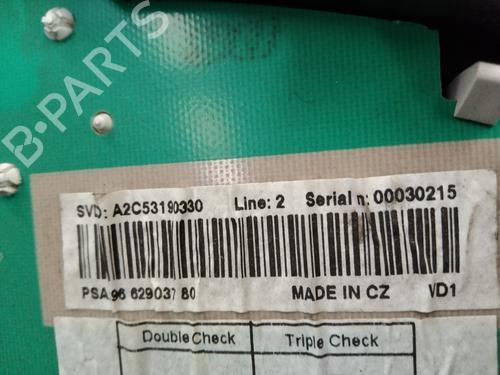 B-PARTS
SVD: A2C53190330 Line: 2 Serial n: 00030215
PSA 96 629037 80 MADE IN CZ VD1
Double Check Triple Check